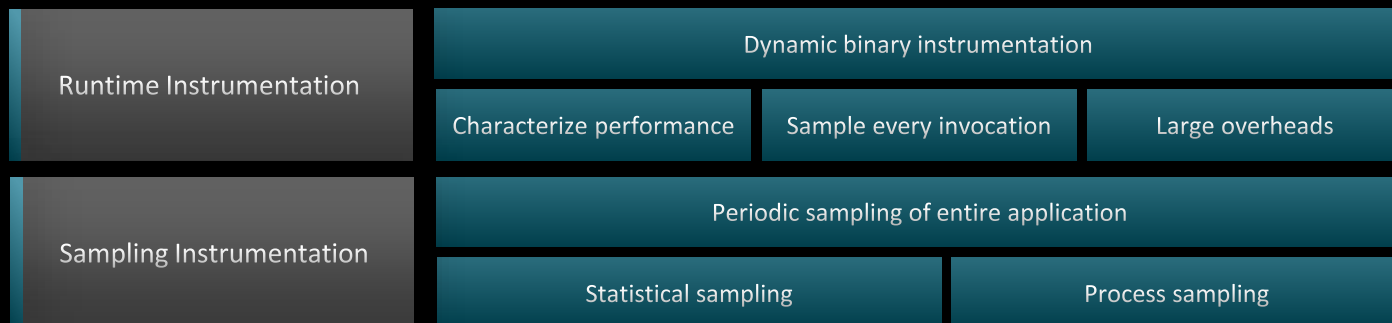 Runtime Instrumentation
Dynamic binary instrumentation
Characterize performance
Sample every invocation
Large overheads
Sampling Instrumentation
Periodic sampling of entire application
Statistical sampling
Process sampling